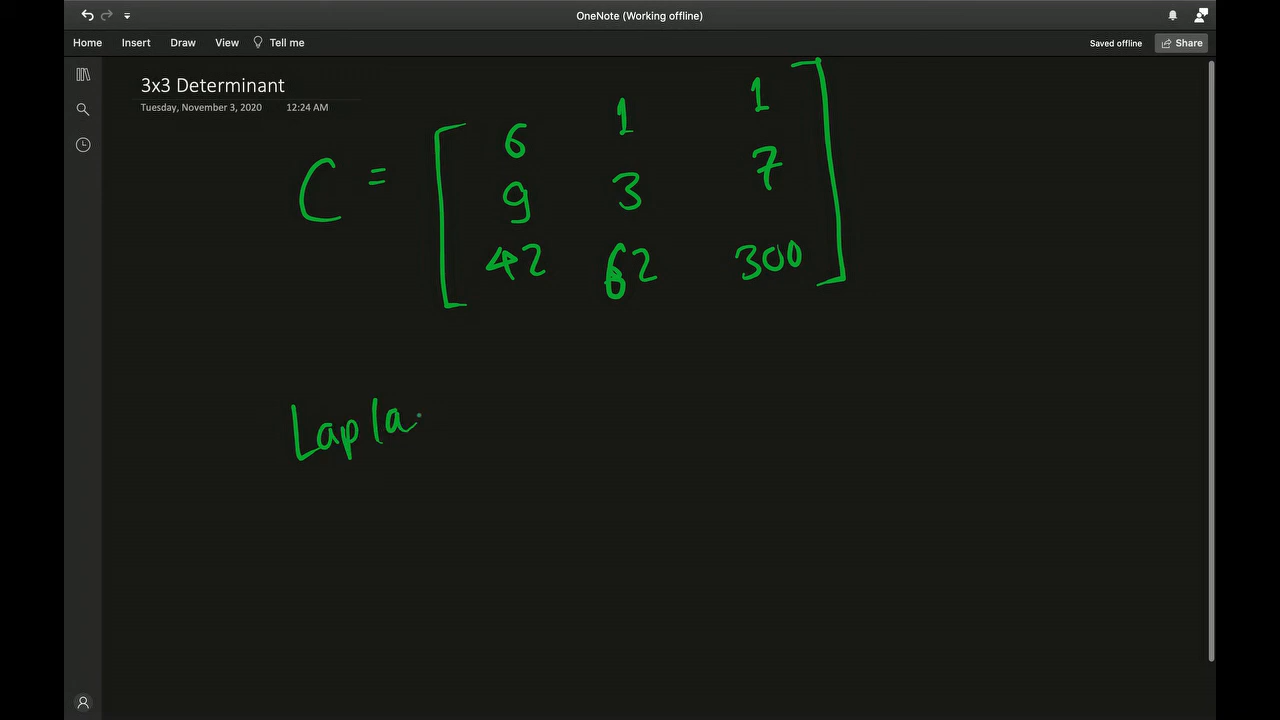 OneNote (Working offline)
Home Insert Draw View Tell me
Saved offline Share
3x3 Determinant
Tuesday, November 3, 2020 12:24 AM
C = [ 6 1 1
9 3 7
42 62 300 ]
Lapla